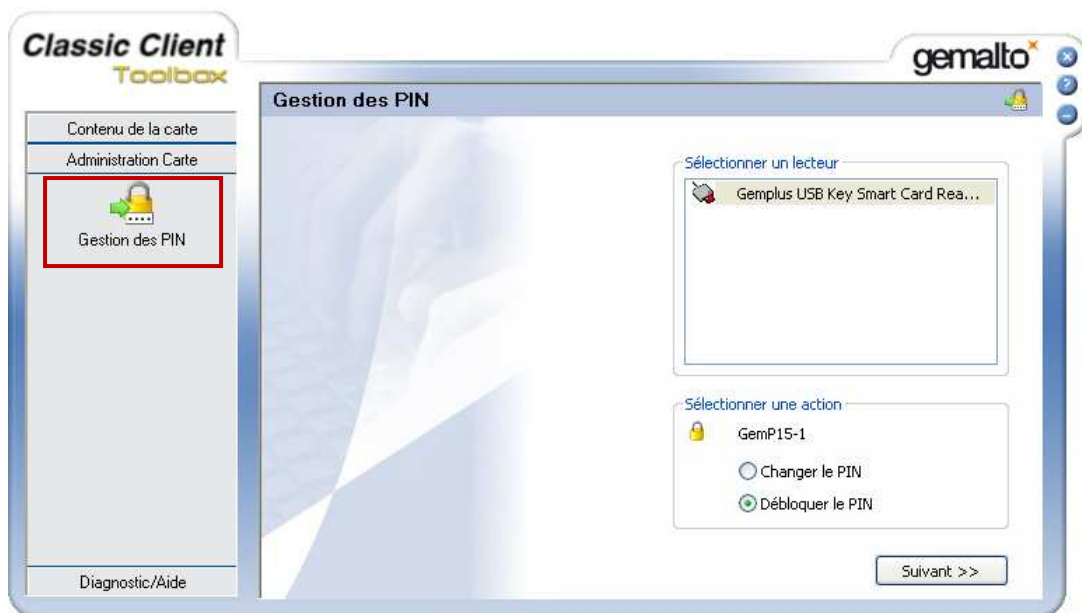 Classic Client
Toolbox
gemalto
Gestion des PIN
Contenu de la carte
Administration Carte
Gestion des PIN
Diagnostic/Aide
Sélectionner un lecteur
Gemplus USB Key Smart Card Rea...
Sélectionner une action
GemP15-1
Changer le PIN
Débloquer le PIN
Suivant >>